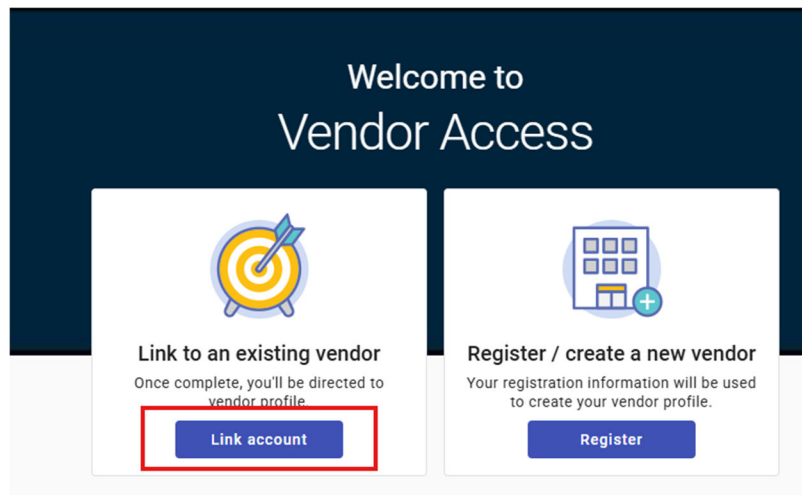 Welcome to
Vendor Access
Link to an existing vendor
Once complete, you'll be directed to
vendor profile.
Link account
Register / create a new vendor
Your registration information will be used
to create your vendor profile.
Register